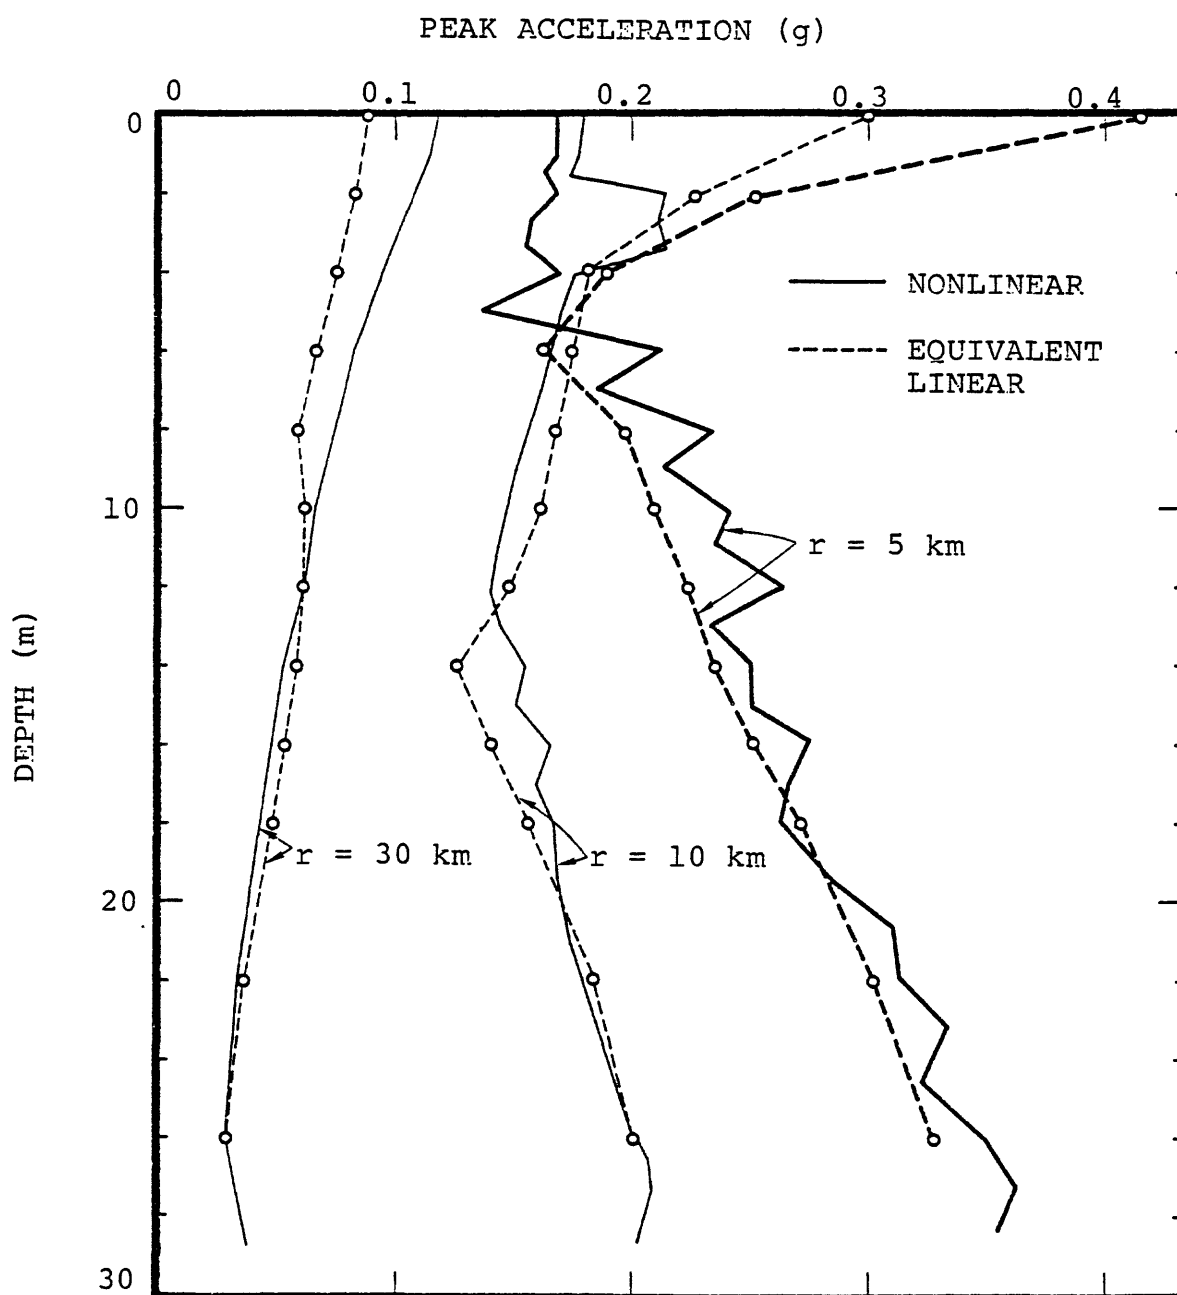 PEAK ACCELERATION (g)
0 0.1 0.2 0.3 0.4
0
NONLINEAR
EQUIVALENT
LINEAR
10
r = 5 km
DEPTH (m)
r = 30 km
r = 10 km
20
30